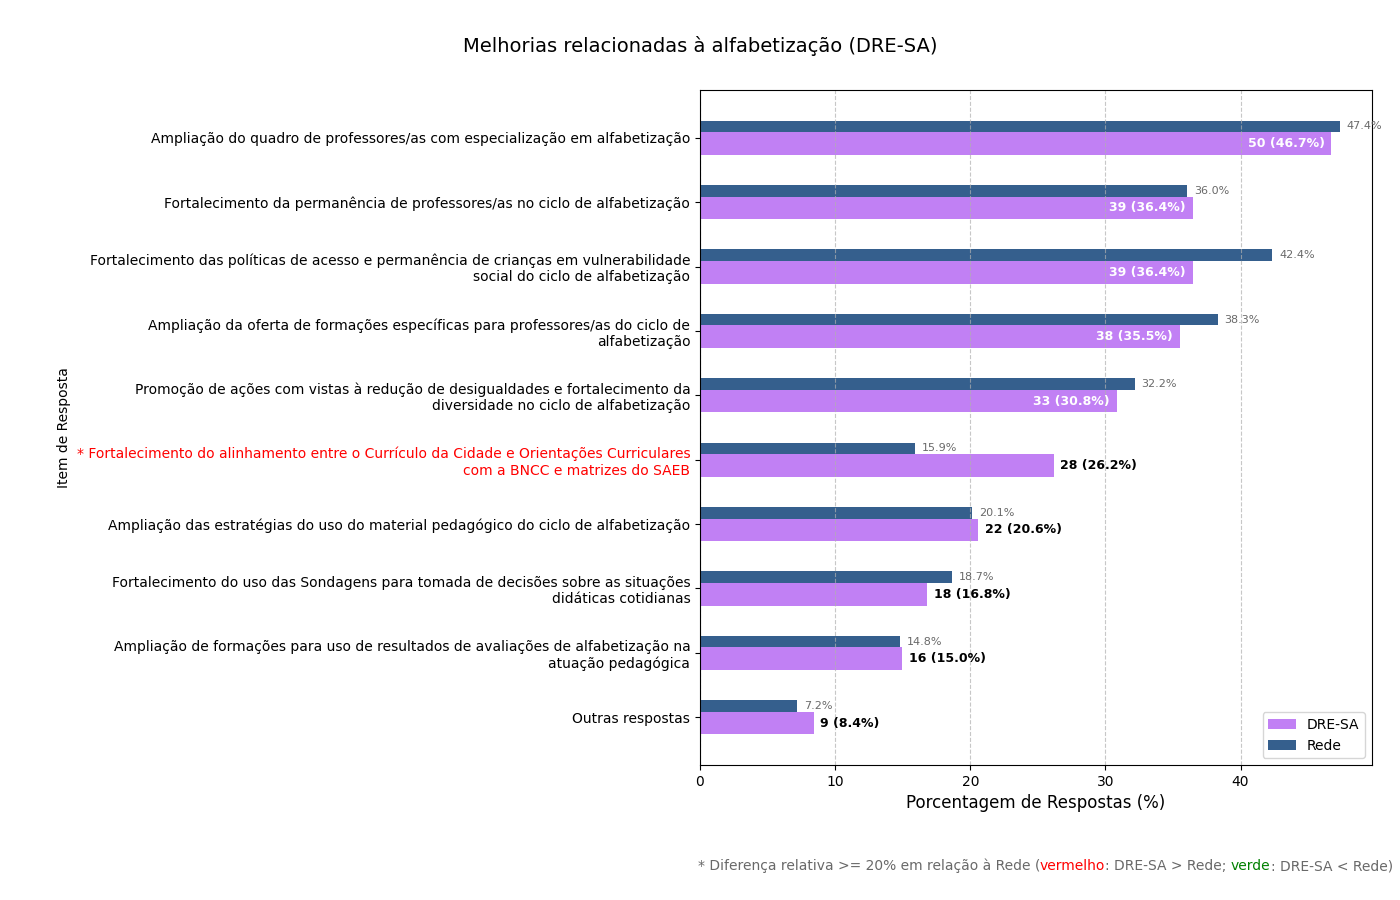 Melhorias relacionadas à alfabetização (DRE-SA)
Ampliação do quadro de professores/as com especialização em alfabetização
47.4%
50 (46.7%)
Fortalecimento da permanência de professores/as no ciclo de alfabetização
36.0%
39 (36.4%)
Fortalecimento das políticas de acesso e permanência de crianças em vulnerabilidade
social do ciclo de alfabetização
42.4%
39 (36.4%)
Ampliação da oferta de formações específicas para professores/as do ciclo de
alfabetização
38.3%
38 (35.5%)
Promoção de ações com vistas à redução de desigualdades e fortalecimento da
diversidade no ciclo de alfabetização
32.2%
33 (30.8%)
* Fortalecimento do alinhamento entre o Currículo da Cidade e Orientações Curriculares
com a BNCC e matrizes do SAEB
15.9%
28 (26.2%)
Ampliação das estratégias do uso do material pedagógico do ciclo de alfabetização
20.1%
22 (20.6%)
Fortalecimento do uso das Sondagens para tomada de decisões sobre as situações
didáticas cotidianas
18.7%
18 (16.8%)
Ampliação de formações para uso de resultados de avaliações de alfabetização na
atuação pedagógica
14.8%
16 (15.0%)
Outras respostas
7.2%
9 (8.4%)
Item de Resposta
DRE-SA
Rede
0 10 20 30 40
Porcentagem de Respostas (%)
* Diferença relativa >= 20% em relação à Rede (vermelho: DRE-SA > Rede; verde: DRE-SA < Rede)